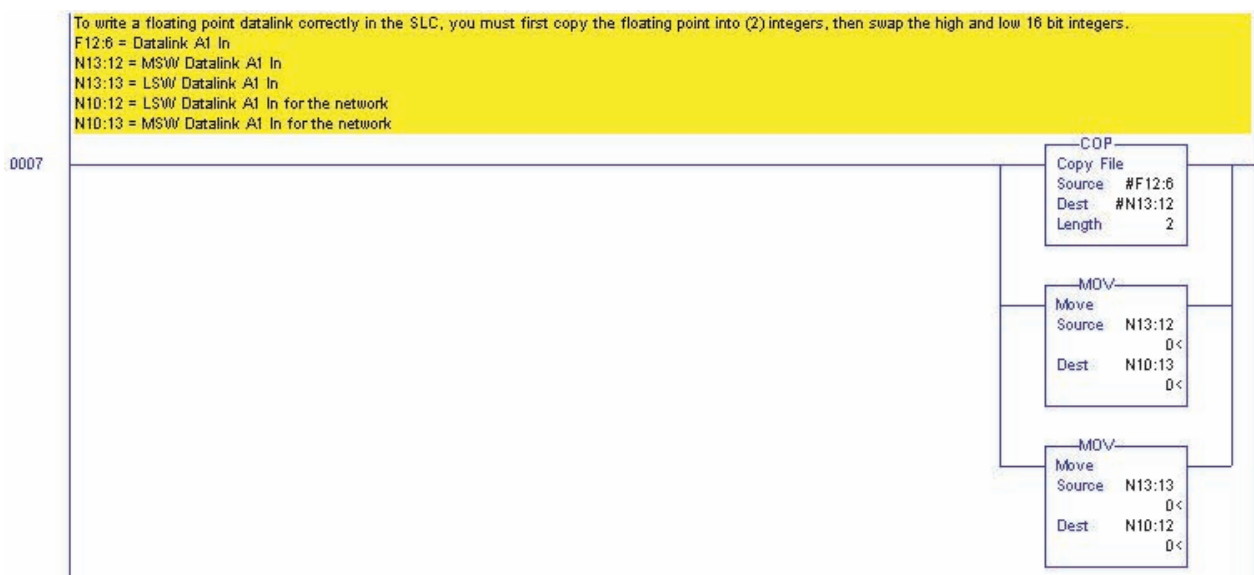 To write a floating point datalink correctly in the SLC, you must first copy the floating point into (2) integers, then swap the high and low 16 bit integers.
F12:6 = Datalink A1 In
N13:12 = MSW Datalink A1 In
N13:13 = LSW Datalink A1 In
N10:12 = LSW Datalink A1 In for the network
N10:13 = MSW Datalink A1 In for the network
0007
COP
Copy File
Source #F12:6
Dest #N13:12
Length 2
MOV
Move
Source N13:12
0<
Dest N10:13
0<
MOV
Move
Source N13:13
0<
Dest N10:12
0<